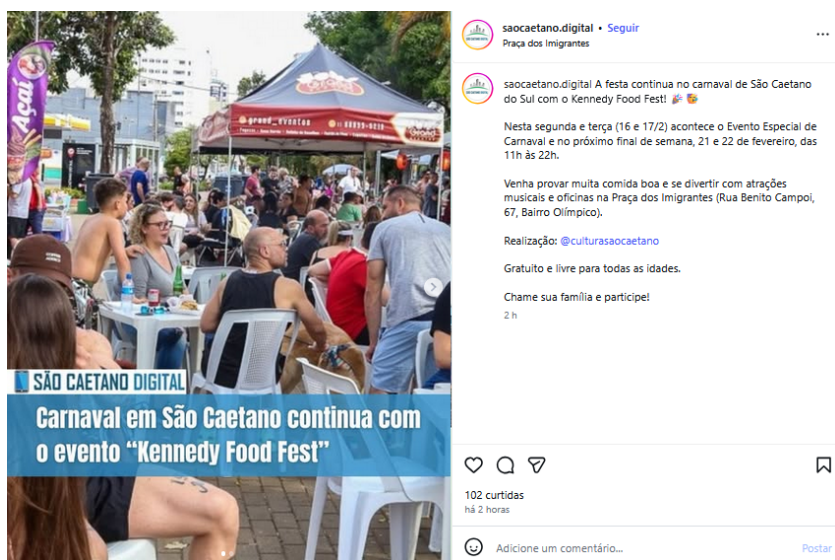 Açaí
grand_eventos
SÃO CAETANO DIGITAL
Carnaval em São Caetano continua com
o evento “Kennedy Food Fest”
saocaetano.digital • Seguir
Praça dos Imigrantes
saocaetano.digital A festa continua no carnaval de São Caetano
do Sul com o Kennedy Food Fest! 🎉 🥳
Nesta segunda e terça (16 e 17/2) acontece o Evento Especial de
Carnaval e no próximo final de semana, 21 e 22 de fevereiro, das
11h às 22h.
Venha provar muita comida boa e se divertir com atrações
musicais e oficinas na Praça dos Imigrantes (Rua Benito Campoi,
67, Bairro Olímpico).
Realização: @culturasaocaetano
Gratuito e livre para todas as idades.
Chame sua família e participe!
2 h
102 curtidas
há 2 horas
Adicione um comentário...
Postar